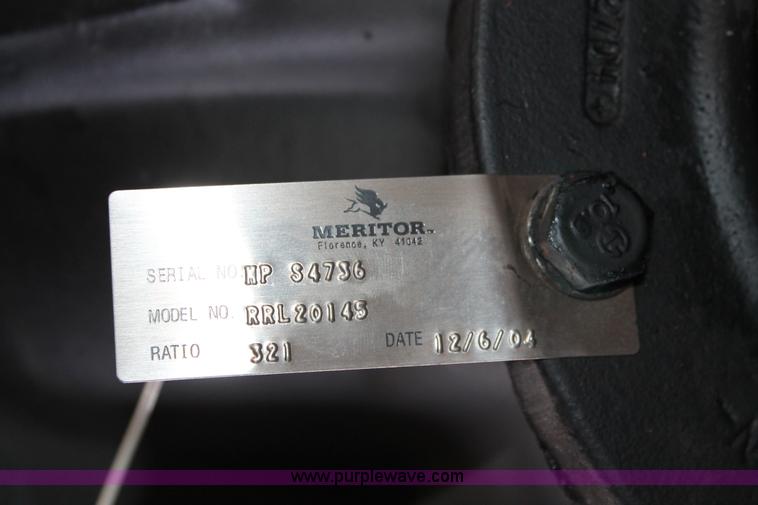 MERITOR™
Florence, KY 41042
SERIAL NO. MP S4736
MODEL NO. RRL20145
RATIO 321 DATE 12/6/04
www.purplewave.com